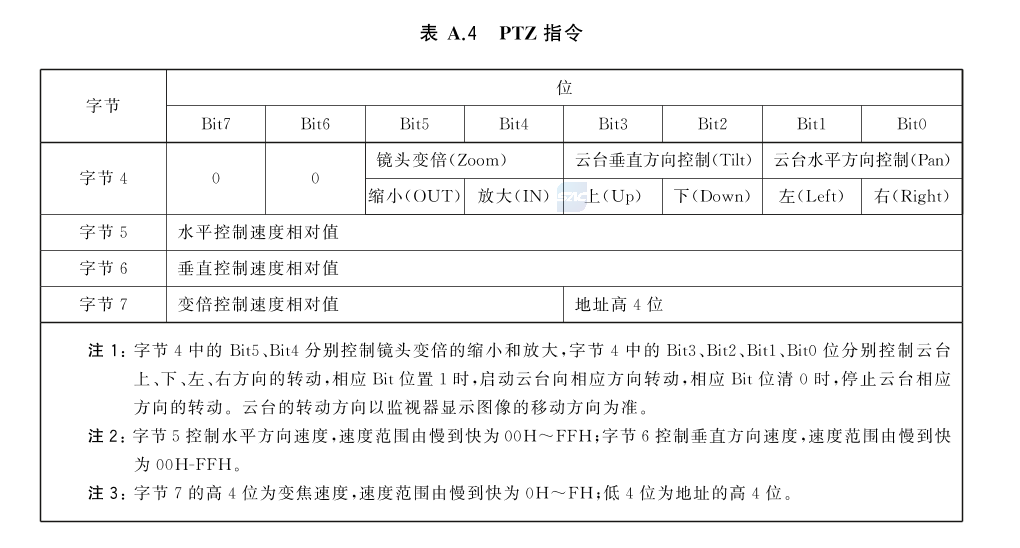 表 A.4 PTZ 指令
字节 位
Bit7 Bit6 Bit5 Bit4 Bit3 Bit2 Bit1 Bit0
字节 4 0 0 镜头变倍(Zoom) 云台垂直方向控制(Tilt) 云台水平方向控制(Pan)
缩小(OUT) 放大(IN) 上(Up) 下(Down) 左(Left) 右(Right)
字节 5 水平控制速度相对值
字节 6 垂直控制速度相对值
字节 7 变倍控制速度相对值 地址高 4 位
注 1: 字节 4 中的 Bit5、Bit4 分别控制镜头变倍的缩小和放大,字节 4 中的 Bit3、Bit2、Bit1、Bit0 位分别控制云台
上、下、左、右方向的转动,相应 Bit 位置 1 时,启动云台向相应方向转动,相应 Bit 位清 0 时,停止云台相应
方向的转动。云台的转动方向以监视器显示图像的移动方向为准。
注 2: 字节 5 控制水平方向速度,速度范围由慢到快为 00H～FFH;字节 6 控制垂直方向速度,速度范围由慢到快
为 00H-FFH。
注 3: 字节 7 的高 4 位为变焦速度,速度范围由慢到快为 0H～FH;低 4 位为地址的高 4 位。